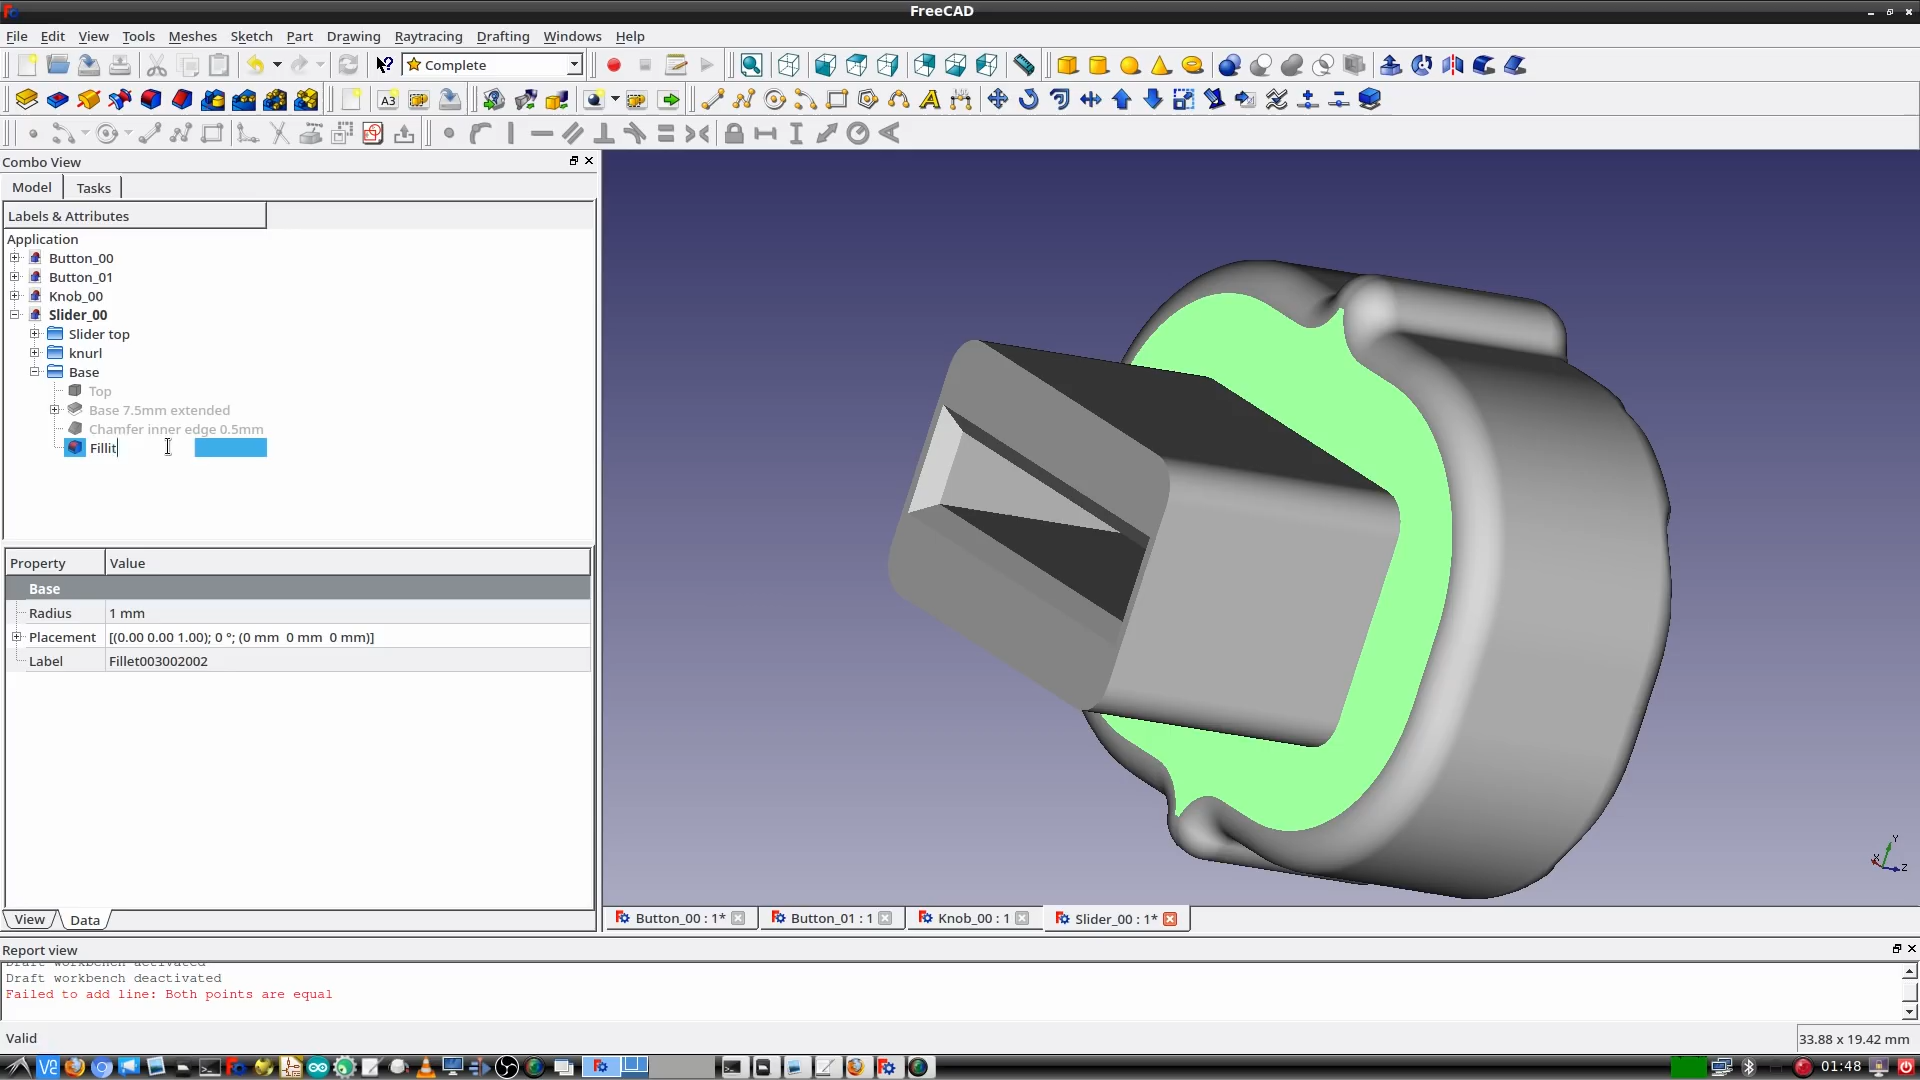 FreeCAD
File Edit View Tools Meshes Sketch Part Drawing Raytracing Drafting Windows Help
Complete
A3
Combo View
Model Tasks
Labels & Attributes
Application
Button_00
Button_01
Knob_00
Slider_00
Slider top
knurl
Base
Top
Base 7.5mm extended
Chamfer inner edge 0.5mm
Fillit
Property Value
Base
Radius 1 mm
Placement [(0.00 0.00 1.00); 0 °; (0 mm 0 mm 0 mm)]
Label Fillet003002002
View Data
Y
X
Z
Button_00 : 1* Button_01 : 1 Knob_00 : 1 Slider_00 : 1*
Report view
Draft workbench activated
Draft workbench deactivated
Failed to add line: Both points are equal
Valid
33.88 x 19.42 mm
01:48